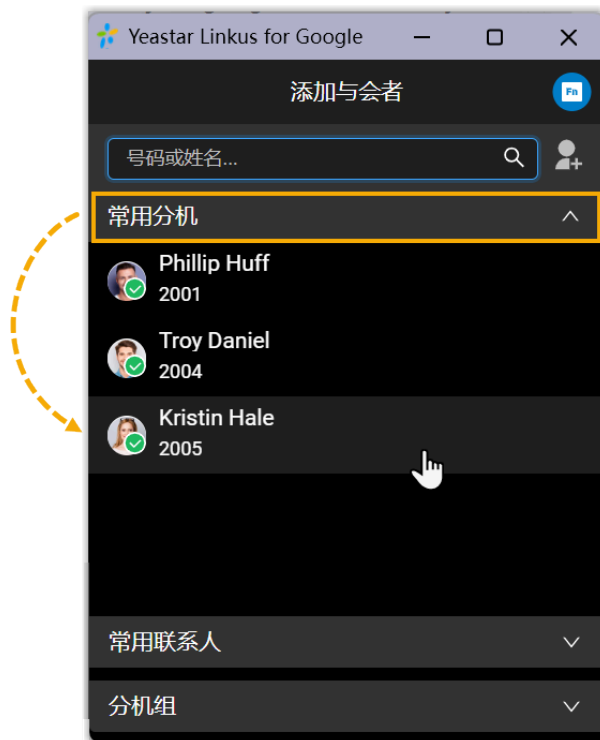 Yeastar Linkus for Google
添加与会者
Fn
号码或姓名...
常用分机
Phillip Huff
2001
Troy Daniel
2004
Kristin Hale
2005
常用联系人
分机组